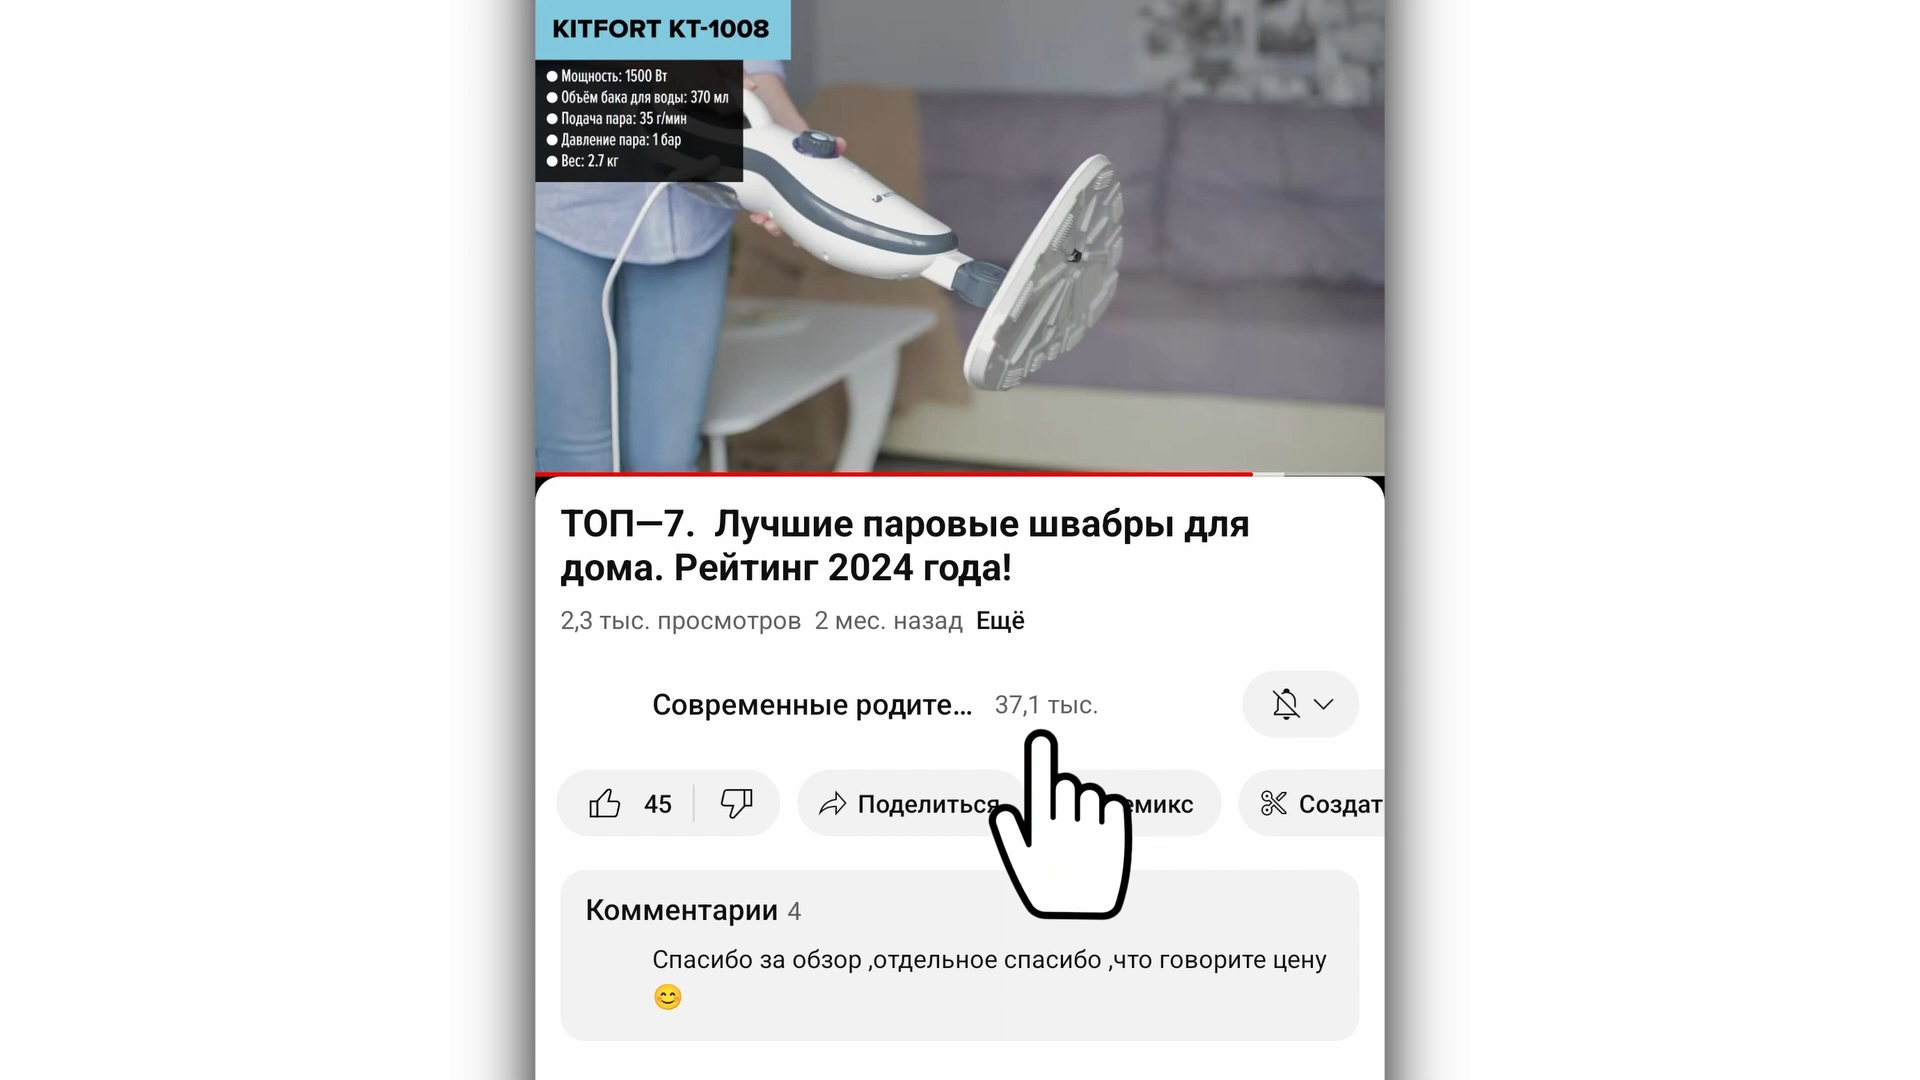 KITFORT KT-1008
Мощность: 1500 Вт
Объём бака для воды: 370 мл
Подача пара: 35 г/мин
Давление пара: 1 бар
Вес: 2.7 кг
ТОП—7. Лучшие паровые швабры для
дома. Рейтинг 2024 года!
2,3 тыс. просмотров 2 мес. назад Ещё
Современные родите... 37,1 тыс.
45 Поделиться емикс Создат
Комментарии 4
Спасибо за обзор ,отдельное спасибо ,что говорите цену
😊